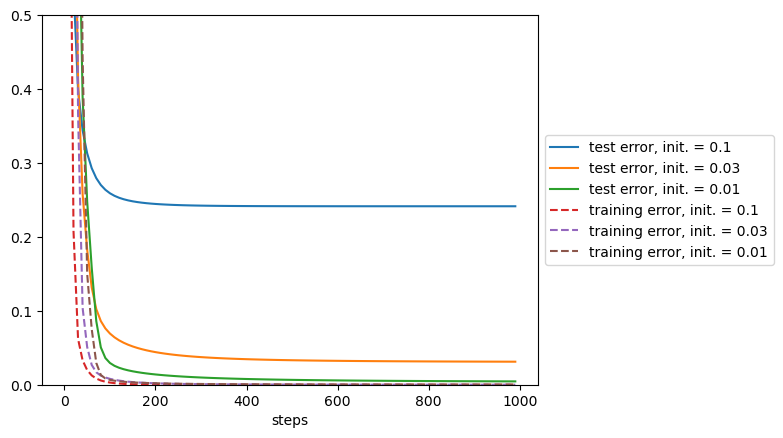 0.5
0.4
0.3
0.2
0.1
0.0
0
200
400
600
800
1000
steps
test error, init. = 0.1
test error, init. = 0.03
test error, init. = 0.01
training error, init. = 0.1
training error, init. = 0.03
training error, init. = 0.01